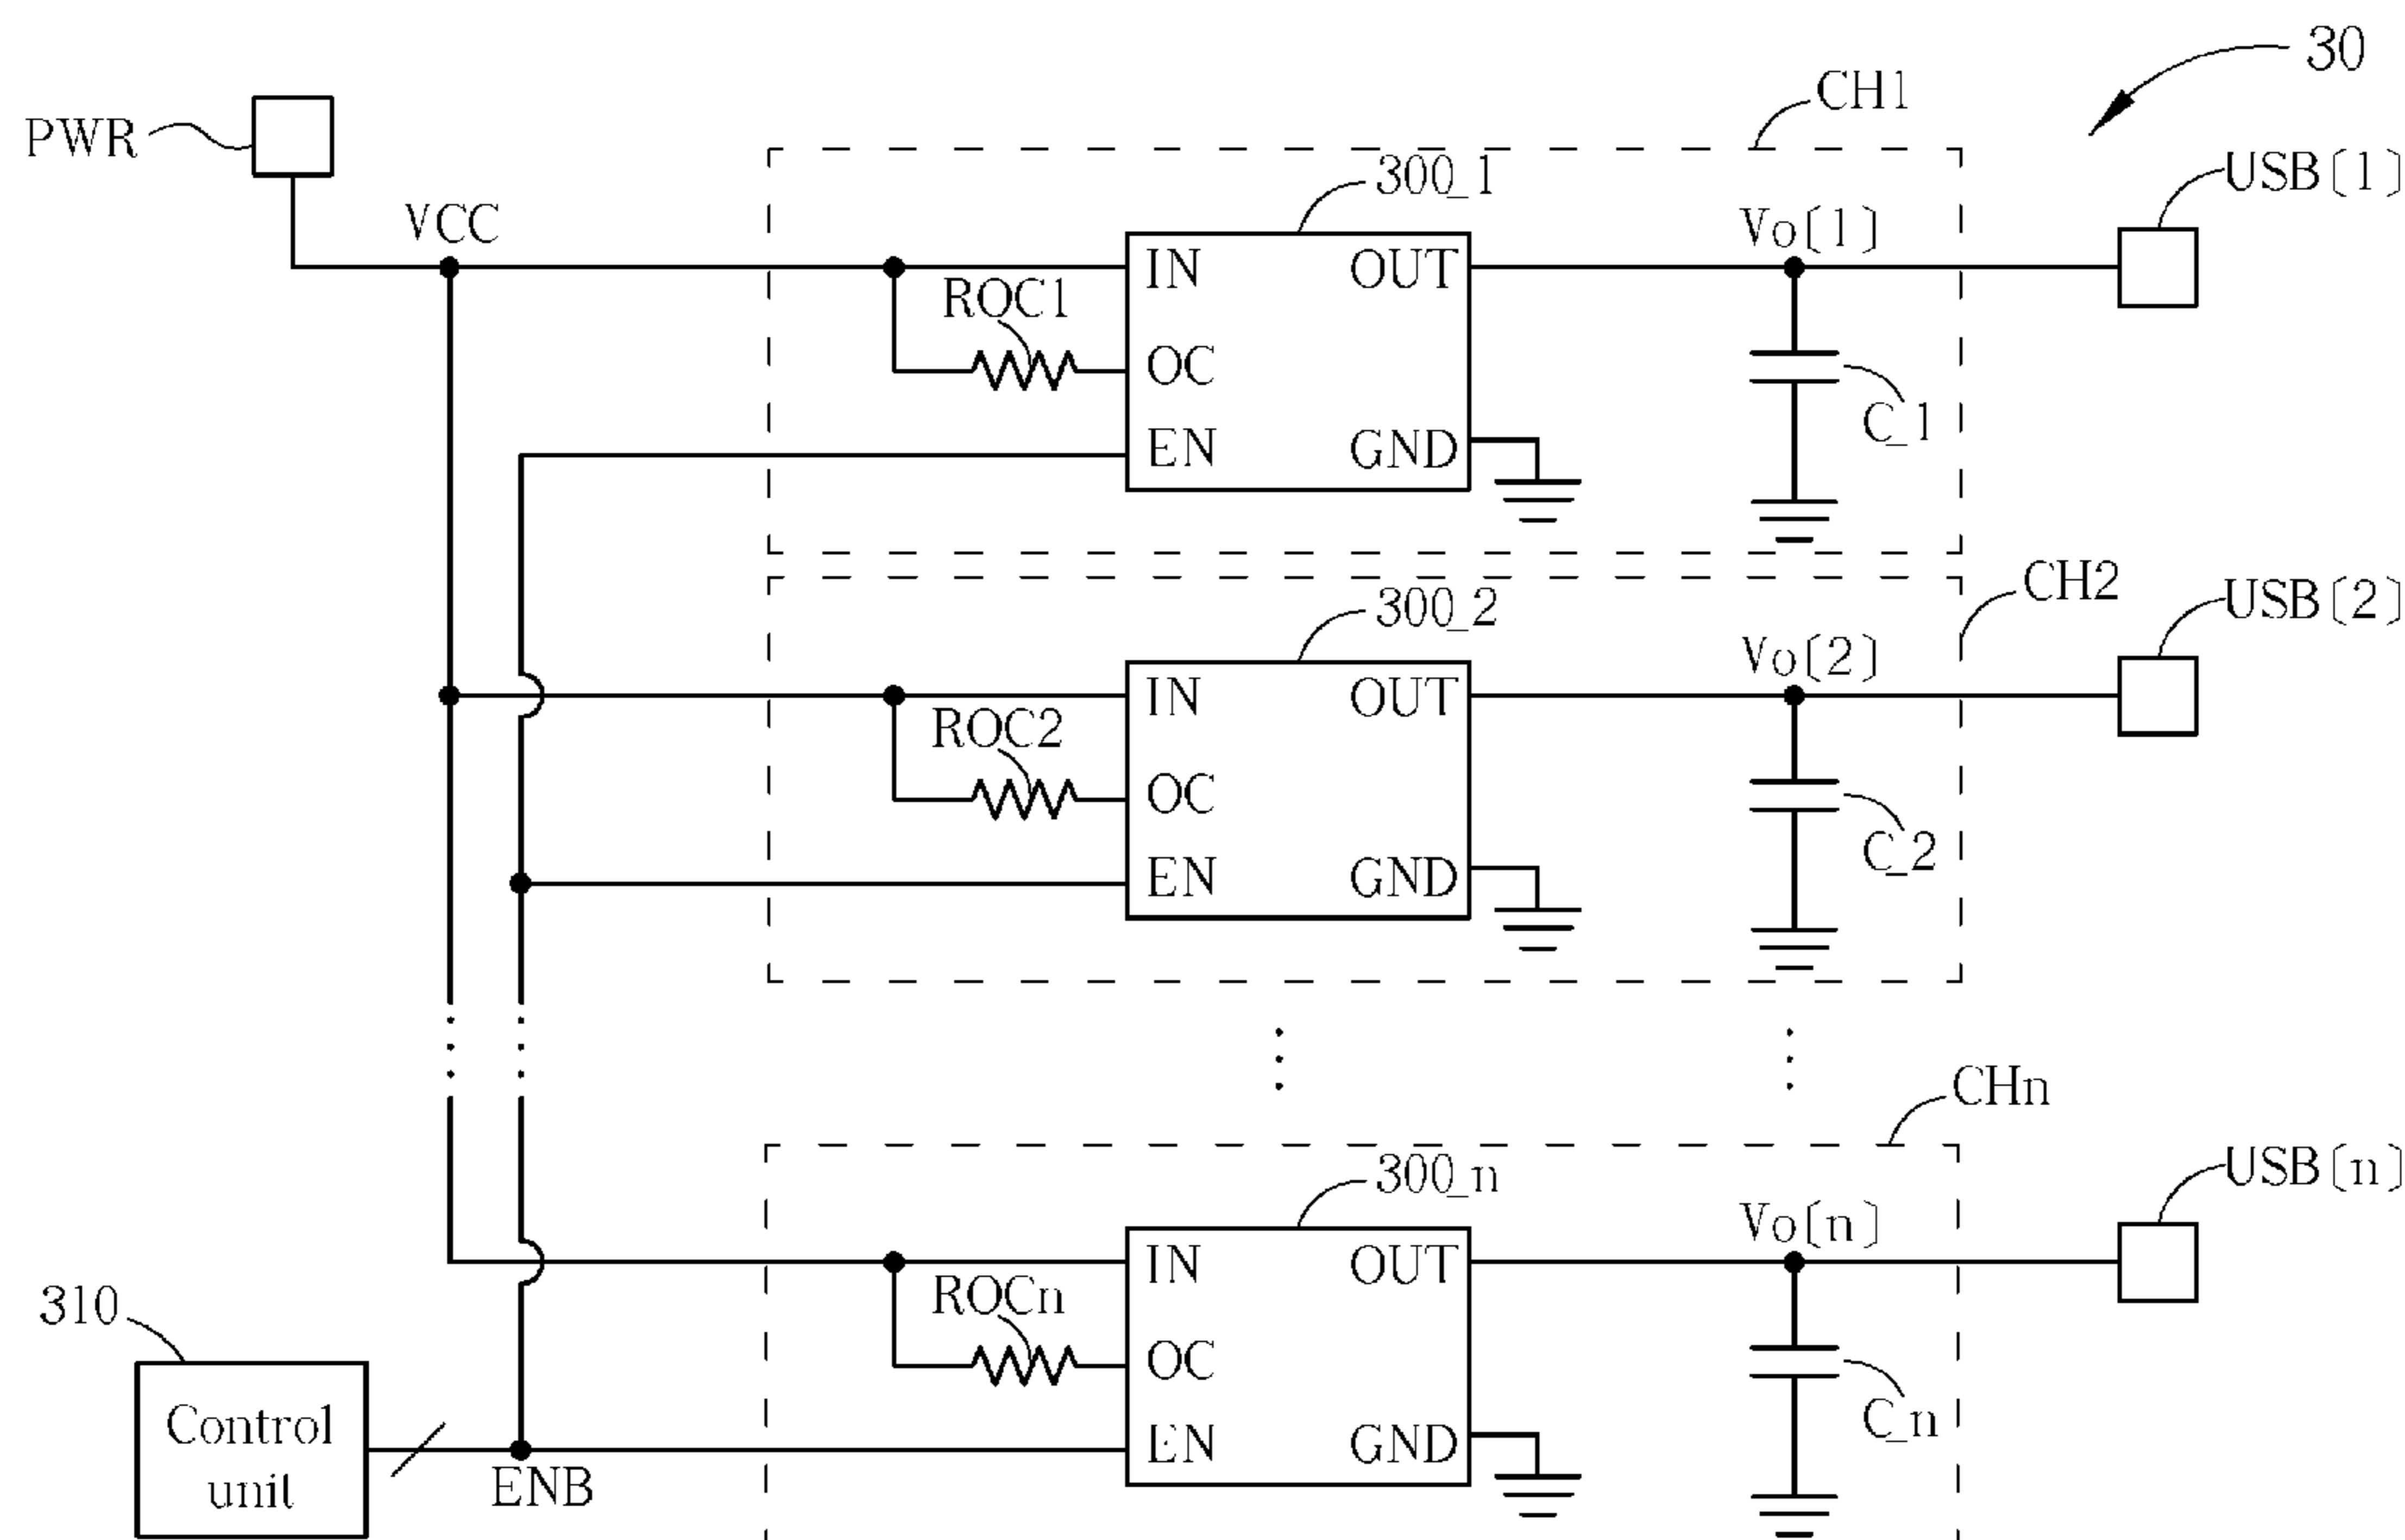 30
CH1
PWR
300_1
USB(1)
VCC
Vo(1)
IN
OUT
ROC1
OC
C_1
EN
GND
CH2
USB(2)
300_2
Vo(2)
IN
OUT
ROC2
OC
C_2
EN
GND
CHn
300_n
USB(n)
Vo(n)
IN
OUT
ROCn
310
OC
C_n
Control
unit
EN
GND
ENB